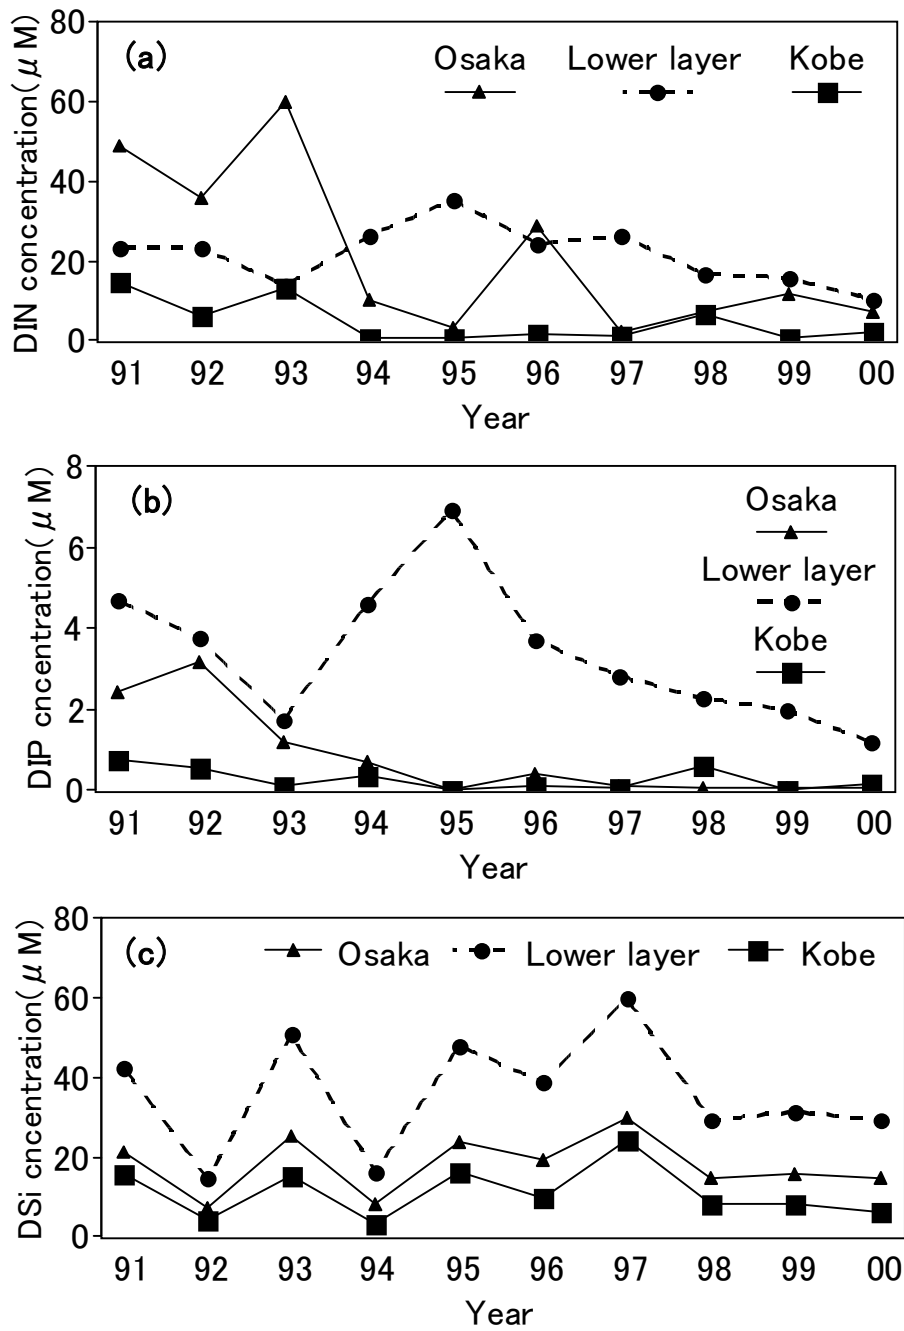 80
(a)
Osaka Lower layer Kobe
60
40
20
0
DIN concentration(μM)
91 92 93 94 95 96 97 98 99 00
Year
8
(b)
Osaka
6
Lower layer
4
Kobe
2
0
DIP cncentration(μM)
91 92 93 94 95 96 97 98 99 00
Year
80
(c) Osaka Lower layer Kobe
60
40
20
0
DSi cncentration(μM)
91 92 93 94 95 96 97 98 99 00
Year